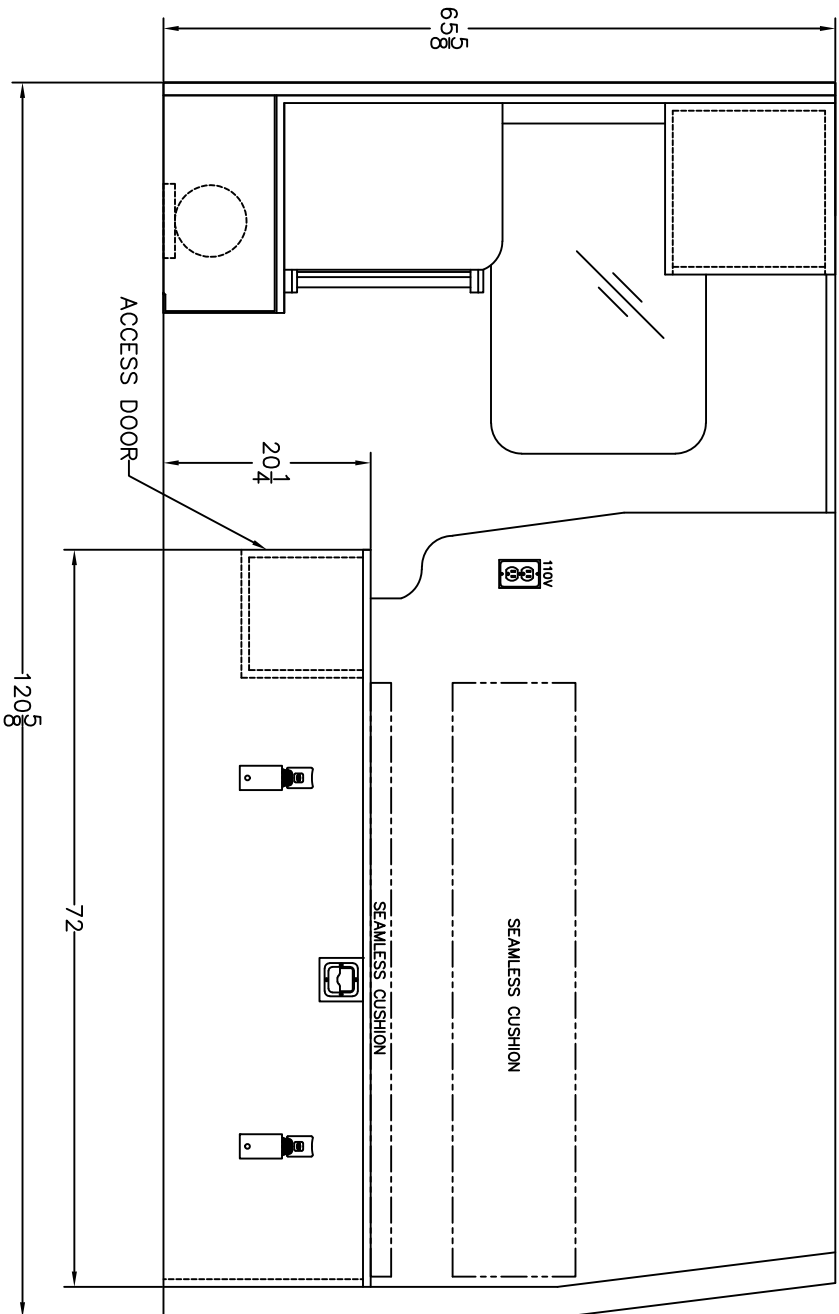 65 5/8
110V
SEAMLESS CUSHION
SEAMLESS CUSHION
20 1/4
ACCESS DOOR
72
120 5/8